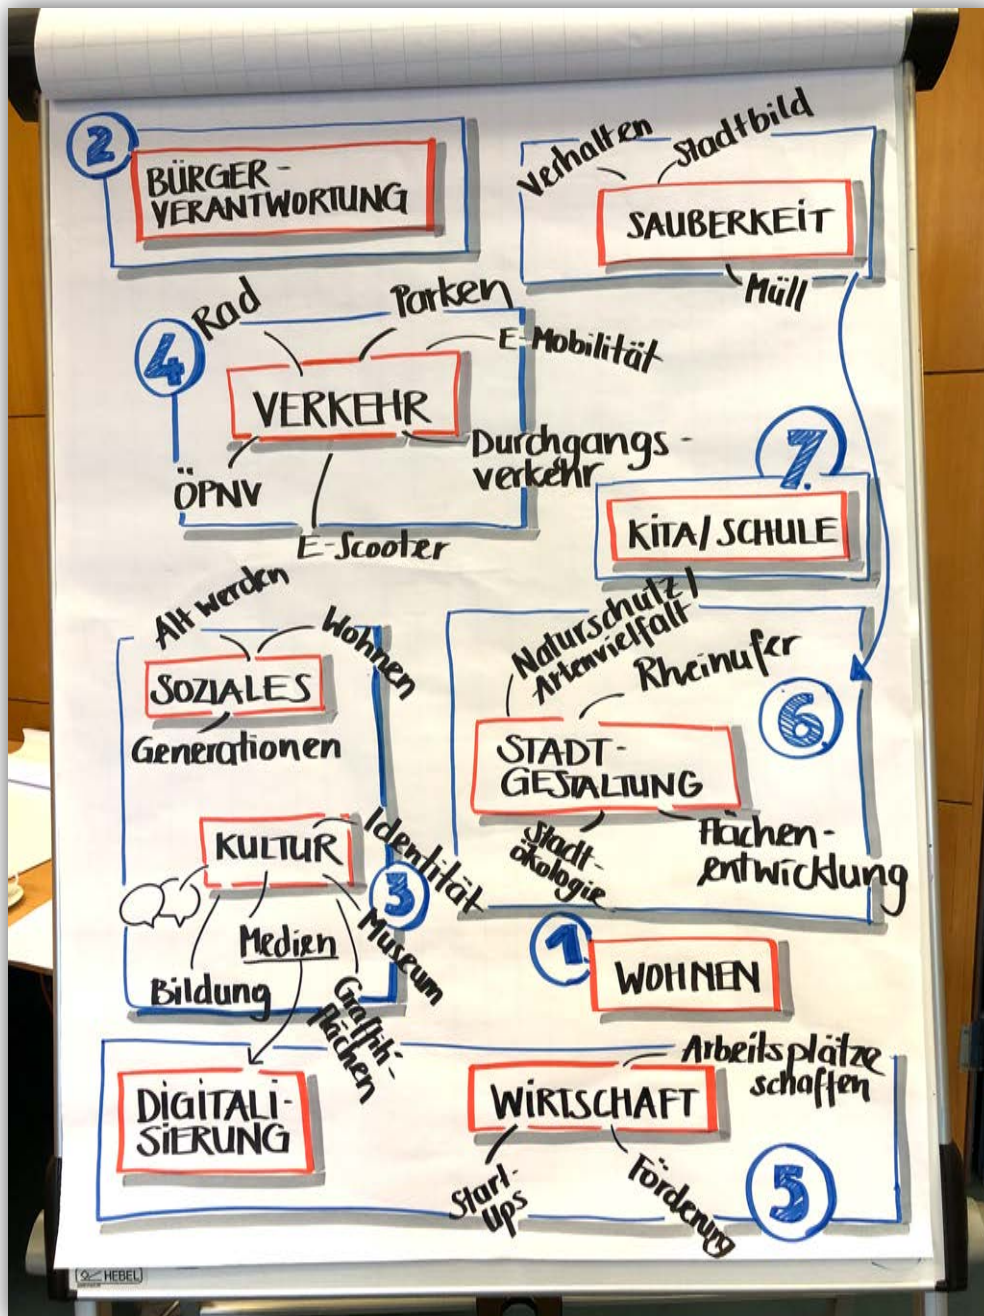 2
BÜRGER-
VERANTWORTUNG
Verhalten
Stadtbild
SAUBERKEIT
Müll
4
Rad
Parken
E-Mobilität
VERKEHR
Durchgangs-
verkehr
ÖPNV
E-Scooter
7.
KITA/SCHULE
Alt werden
Wohnen
SOZIALES
Generationen
KULTUR
Identität
3
Museum
Graffiti-
flächen
Medien
Bildung
Naturschutz/
Artenvielfalt
Rheinufer
6
STADT-
GESTALTUNG
Stadt-
ökologie
Flächen-
entwicklung
1
WOHNEN
DIGITALI-
SIERUNG
WIRTSCHAFT
Arbeitsplätze
schaffen
Start-
Ups
Förderung
5
HEBEL